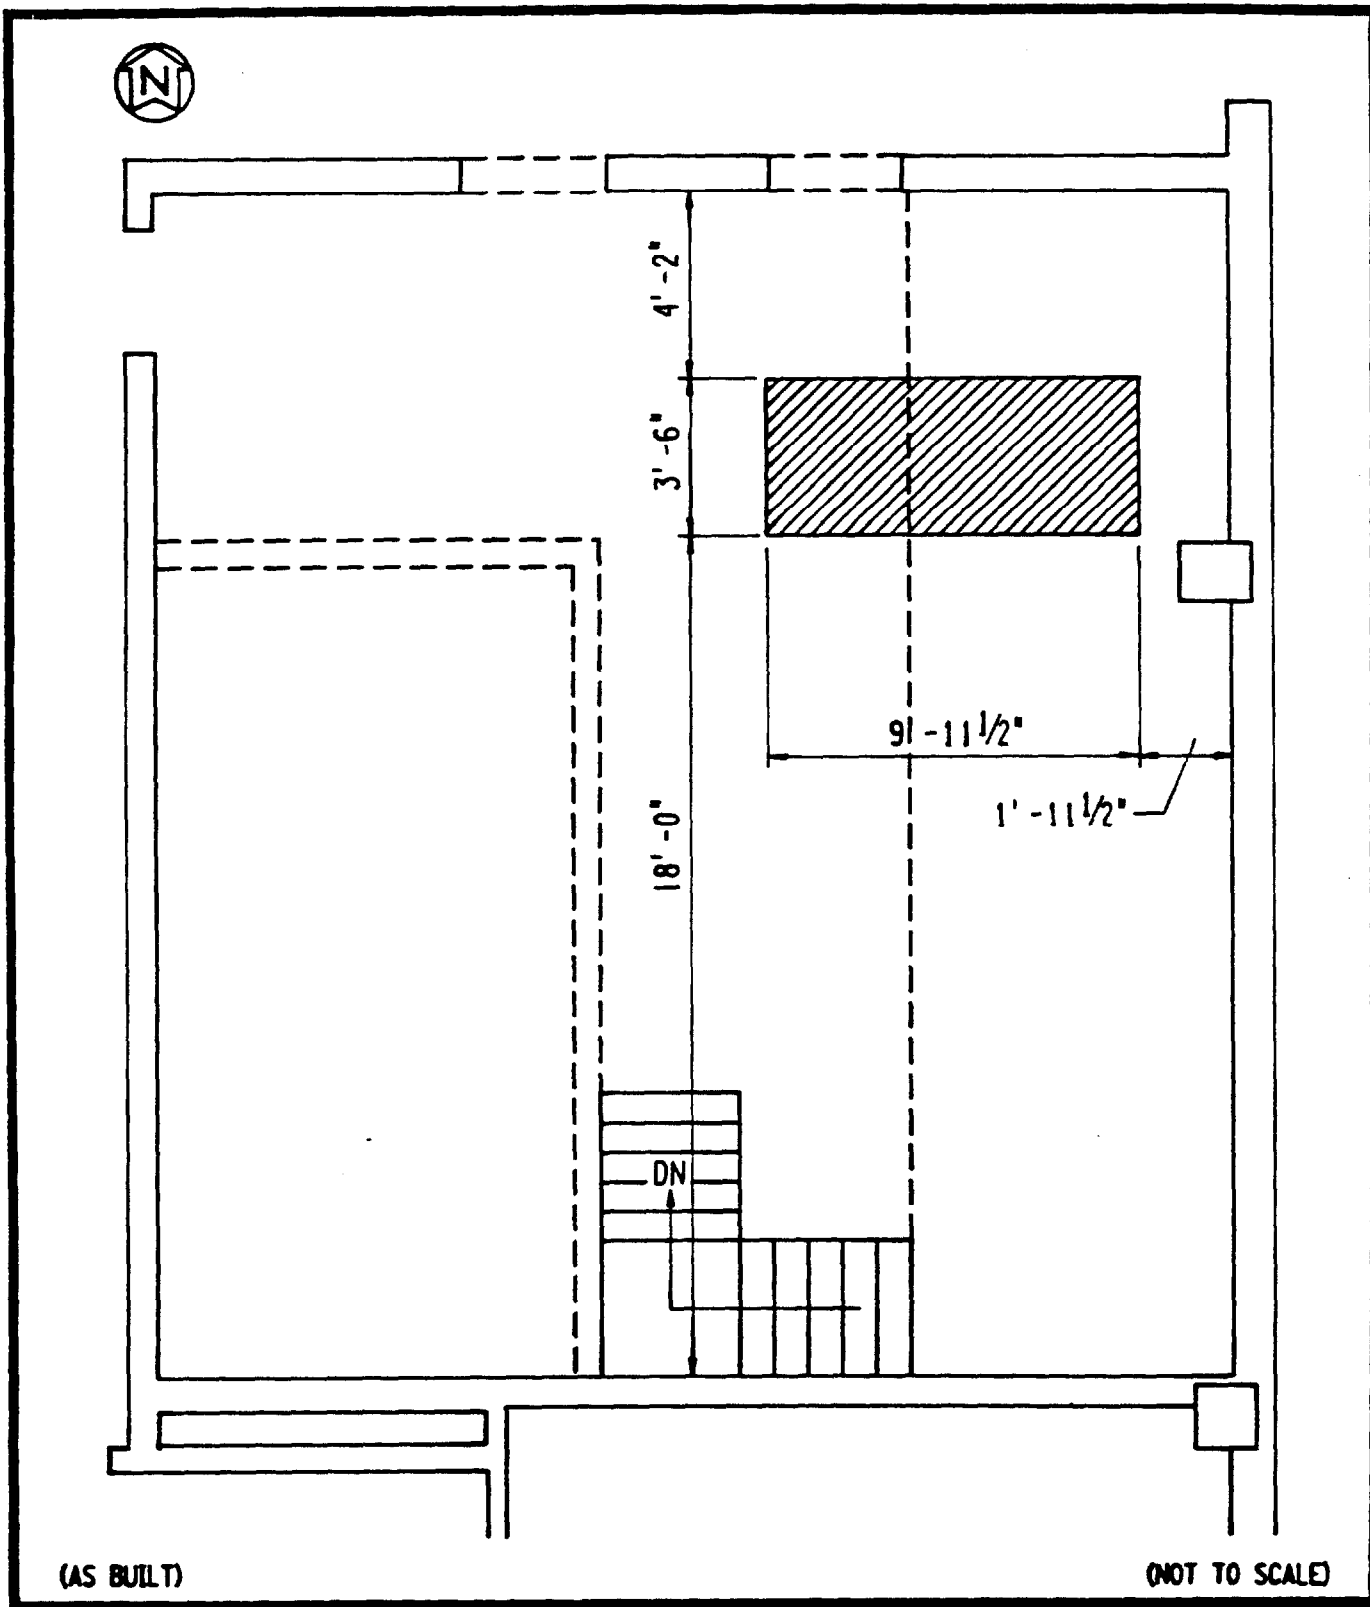 N
4'-2"
3'-6"
9'-11 1/2"
1'-11 1/2"
18'-0"
DN
(AS BUILT)
(NOT TO SCALE)